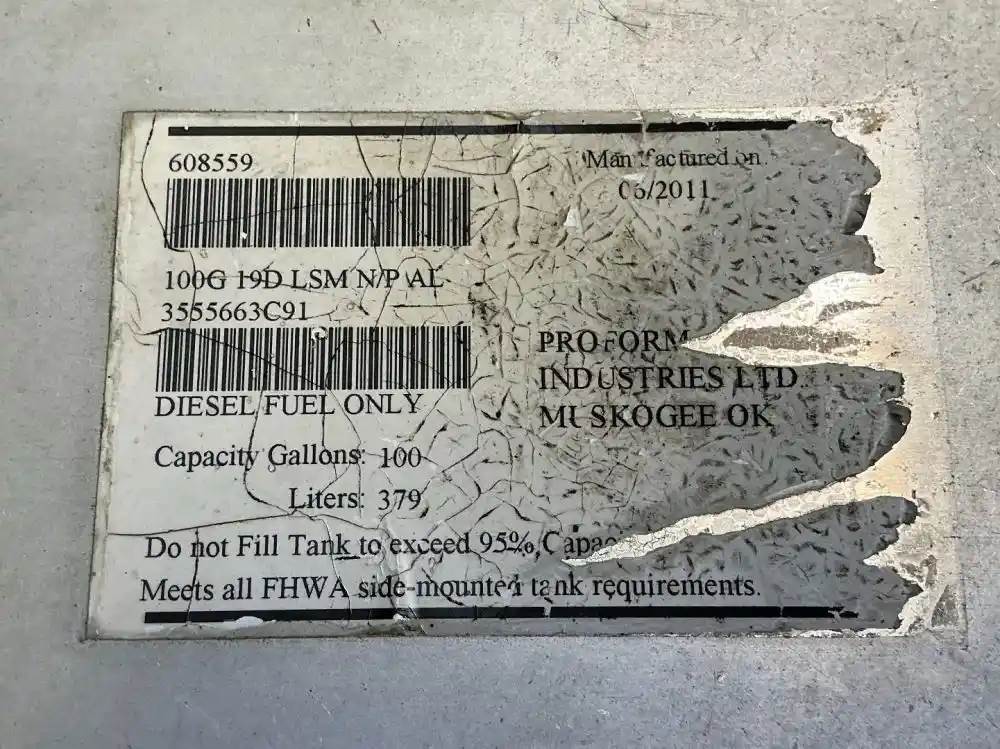 608559
Manufactured on
06/2011
100G 19D LSM N/P AL
3555663C91
DIESEL FUEL ONLY
PROFORM
INDUSTRIES LTD.
MUSKOGEE OK
Capacity Gallons: 100
Liters: 379
Do not Fill Tank to exceed 95%
Meets all FHWA side-mounted tank requirements.